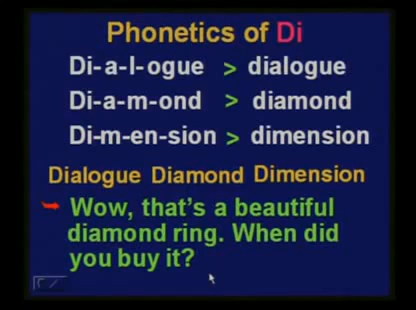 Phonetics of Di
Di-a-l-ogue > dialogue
Di-a-m-ond > diamond
Di-m-en-sion > dimension
Dialogue Diamond Dimension
Wow, that's a beautiful
diamond ring. When did
you buy it?